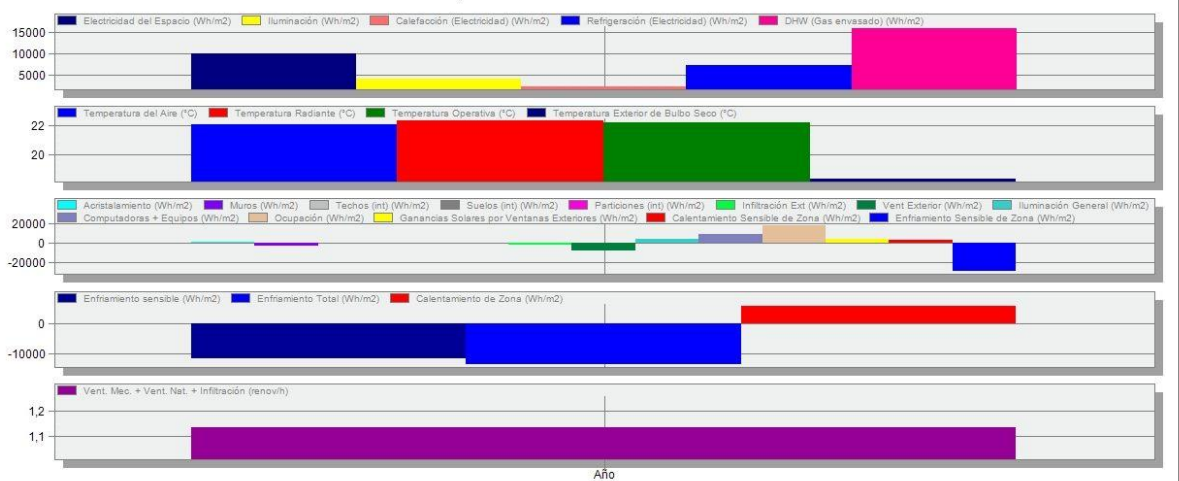 Electricidad del Espacio (Wh/m2) Iluminación (Wh/m2) Calefacción (Electricidad) (Wh/m2) Refrigeración (Electricidad) (Wh/m2) DHW (Gas envasado) (Wh/m2)
15000
10000
5000
Temperatura del Aire (°C) Temperatura Radiante (°C) Temperatura Operativa (°C) Temperatura Exterior de Bulbo Seco (°C)
22
20
Acristalamiento (Wh/m2) Muros (Wh/m2) Techos (int) (Wh/m2) Suelos (int) (Wh/m2) Particiones (int) (Wh/m2) Infiltración Ext (Wh/m2) Vent Exterior (Wh/m2) Iluminación General (Wh/m2)
Computadoras + Equipos (Wh/m2) Ocupación (Wh/m2) Ganancias Solares por Ventanas Exteriores (Wh/m2) Calentamiento Sensible de Zona (Wh/m2) Enfriamiento Sensible de Zona (Wh/m2)
20000
0
-20000
Enfriamiento sensible (Wh/m2) Enfriamiento Total (Wh/m2) Calentamiento de Zona (Wh/m2)
0
-10000
Vent. Mec. + Vent. Nat. + Infiltración (renov/h)
1,2
1,1
Año